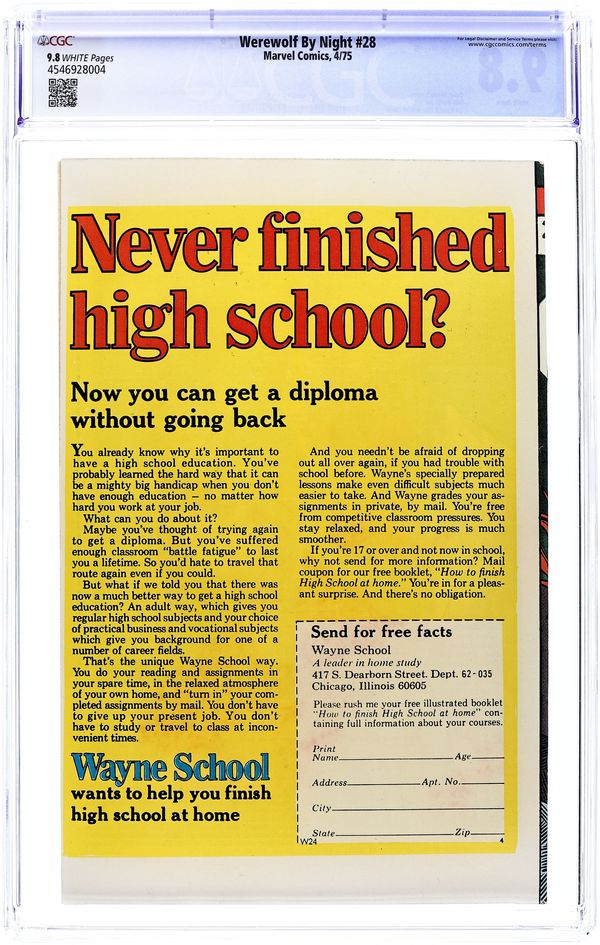 CGC
9.8 WHITE Pages
4546928004
Werewolf By Night #28
Marvel Comics, 4/75
For Legal Disclaimer and Service Terms please visit:
www.cgccomics.com/terms
Never finished
high school?
Now you can get a diploma
without going back
You already know why it's important to
have a high school education. You've
probably learned the hard way that it can
be a mighty big handicap when you don't
have enough education — no matter how
hard you work at your job.
What can you do about it?
Maybe you've thought of trying again
to get a diploma. But you've suffered
enough classroom "battle fatigue" to last
you a lifetime. So you'd hate to travel that
route again even if you could.
But what if we told you that there was
now a much better way to get a high school
education? An adult way, which gives you
regular high school subjects and your choice
of practical business and vocational subjects
which give you background for one of a
number of career fields.
That's the unique Wayne School way.
You do your reading and assignments in
your spare time, in the relaxed atmosphere
of your own home, and "turn in" your com-
pleted assignments by mail. You don't have
to give up your present job. You don't
have to study or travel to class at incon-
venient times.
Wayne School
wants to help you finish
high school at home
And you needn't be afraid of dropping
out all over again, if you had trouble with
school before. Wayne's specially prepared
lessons make even difficult subjects much
easier to take. And Wayne grades your as-
signments in private, by mail. You're free
from competitive classroom pressures. You
stay relaxed, and your progress is much
smoother.
If you're 17 or over and not now in school,
why not send for more information? Mail
coupon for our free booklet, "How to finish
High School at home." You're in for a pleas-
ant surprise. And there's no obligation.
Send for free facts
Wayne School
A leader in home study
417 S. Dearborn Street. Dept. 62-035
Chicago, Illinois 60605
Please rush me your free illustrated booklet
"How to finish High School at home" con-
taining full information about your courses.
Print
Name Age
Address Apt. No.
City
State Zip
W24 4